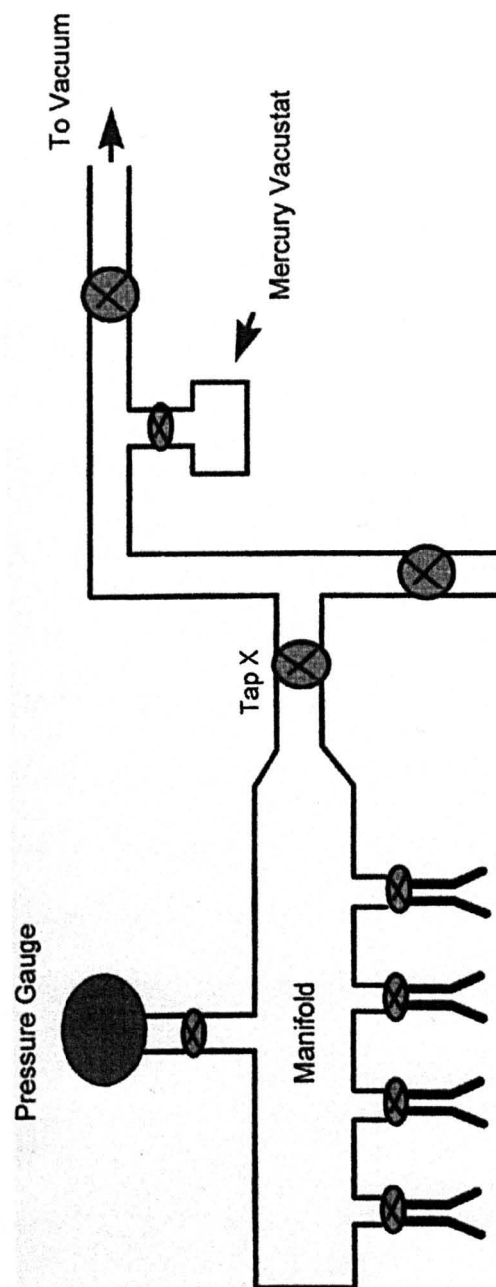 To Vacuum
Mercury Vacustat
Tap X
Pressure Gauge
Manifold